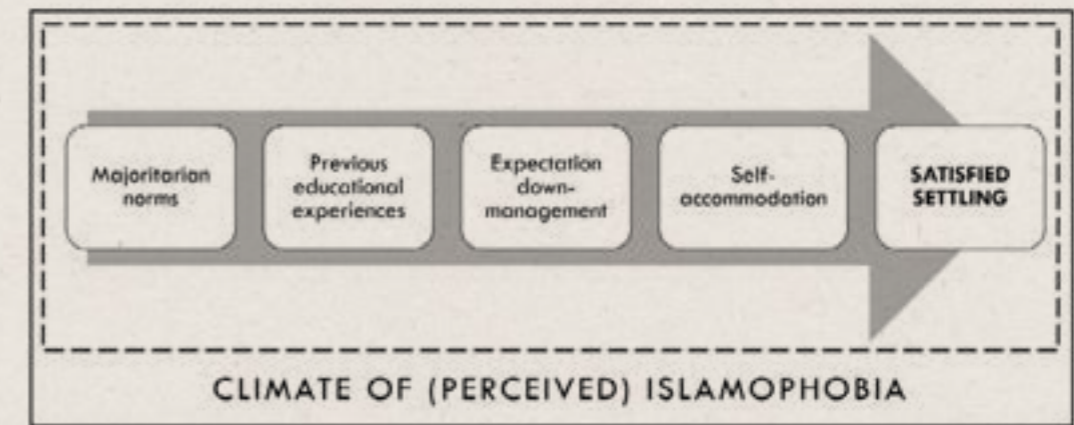 Majoritarian
norms
Previous
educational
experiences
Expectation
down-
management
Self-
accommodation
SATISFIED
SETTLING
CLIMATE OF (PERCEIVED) ISLAMOPHOBIA